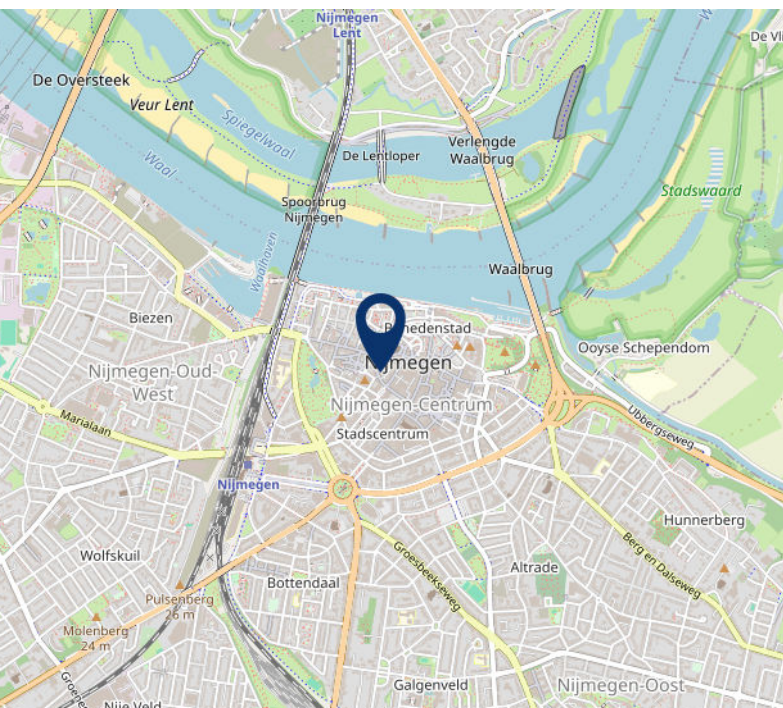 Nijmegen
Lent
De Oversteek
Veur Lent
Spiegelwaal
Waal
De Lentloper
Verlengde
Waalbrug
De Vli
Stadswaard
Spoorbrug
Nijmegen
Waalhaven
Waalbrug
Biezen
Benedenstad
Ooyse Schependom
Nijmegen
Nijmegen-Oud-
West
Nijmegen-Centrum
Marialaan
Stadscentrum
Ubbergseweg
Nijmegen
Hunnerberg
Wolfskuil
Groesbeekseweg
Altrade
Berg en Dalseweg
Bottendaal
Pulsenberg
26 m
Molenberg
24 m
Galgenveld
Nijmegen-Oost
Groene
Nije Veld